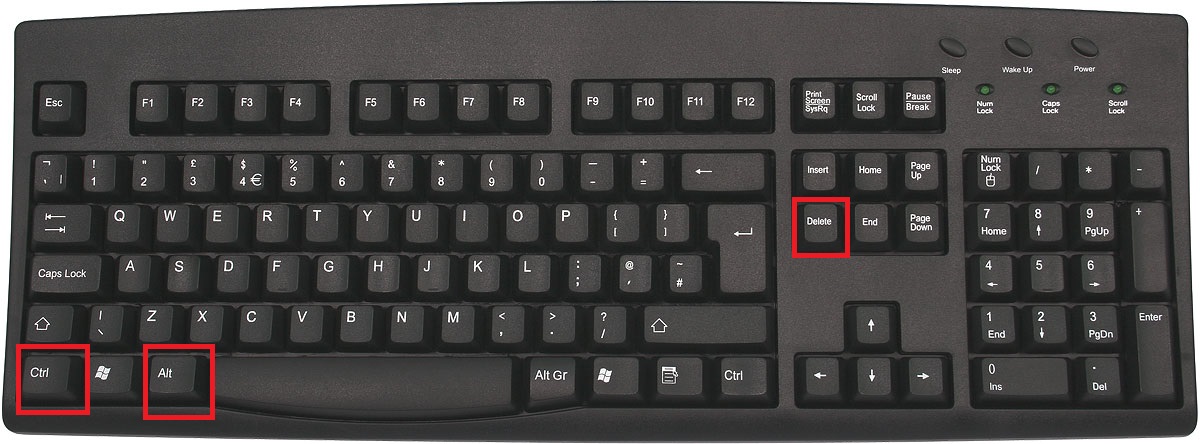 Sleep
Wake Up
Power
Esc
F1
F2
F3
F4
F5
F6
F7
F8
F9
F10
F11
F12
Print
Screen
SysRq
Scroll
Lock
Pause
Break
Num
Lock
Caps
Lock
Scroll
Lock
¬
` ¦
!
1
"
2
£
3
$
4 €
%
5
^
6
&
7
*
8
(
9
)
0
_
-
+
=
←
Insert
Home
Page
Up
Num
Lock
/
*
-
Q
W
E
R
T
Y
U
I
O
P
{
[
}
]
Delete
End
Page
Down
7
Home
8
↑
9
PgUp
+
Caps Lock
A
S
D
F
G
H
J
K
L
:
;
@
'
~
#
4
←
5
6
→
|
\
Z
X
C
V
B
N
M
<
,
>
.
?
/
↑
1
End
2
↓
3
PgDn
Enter
Ctrl
Alt
Alt Gr
Ctrl
←
↓
→
0
Ins
.
Del